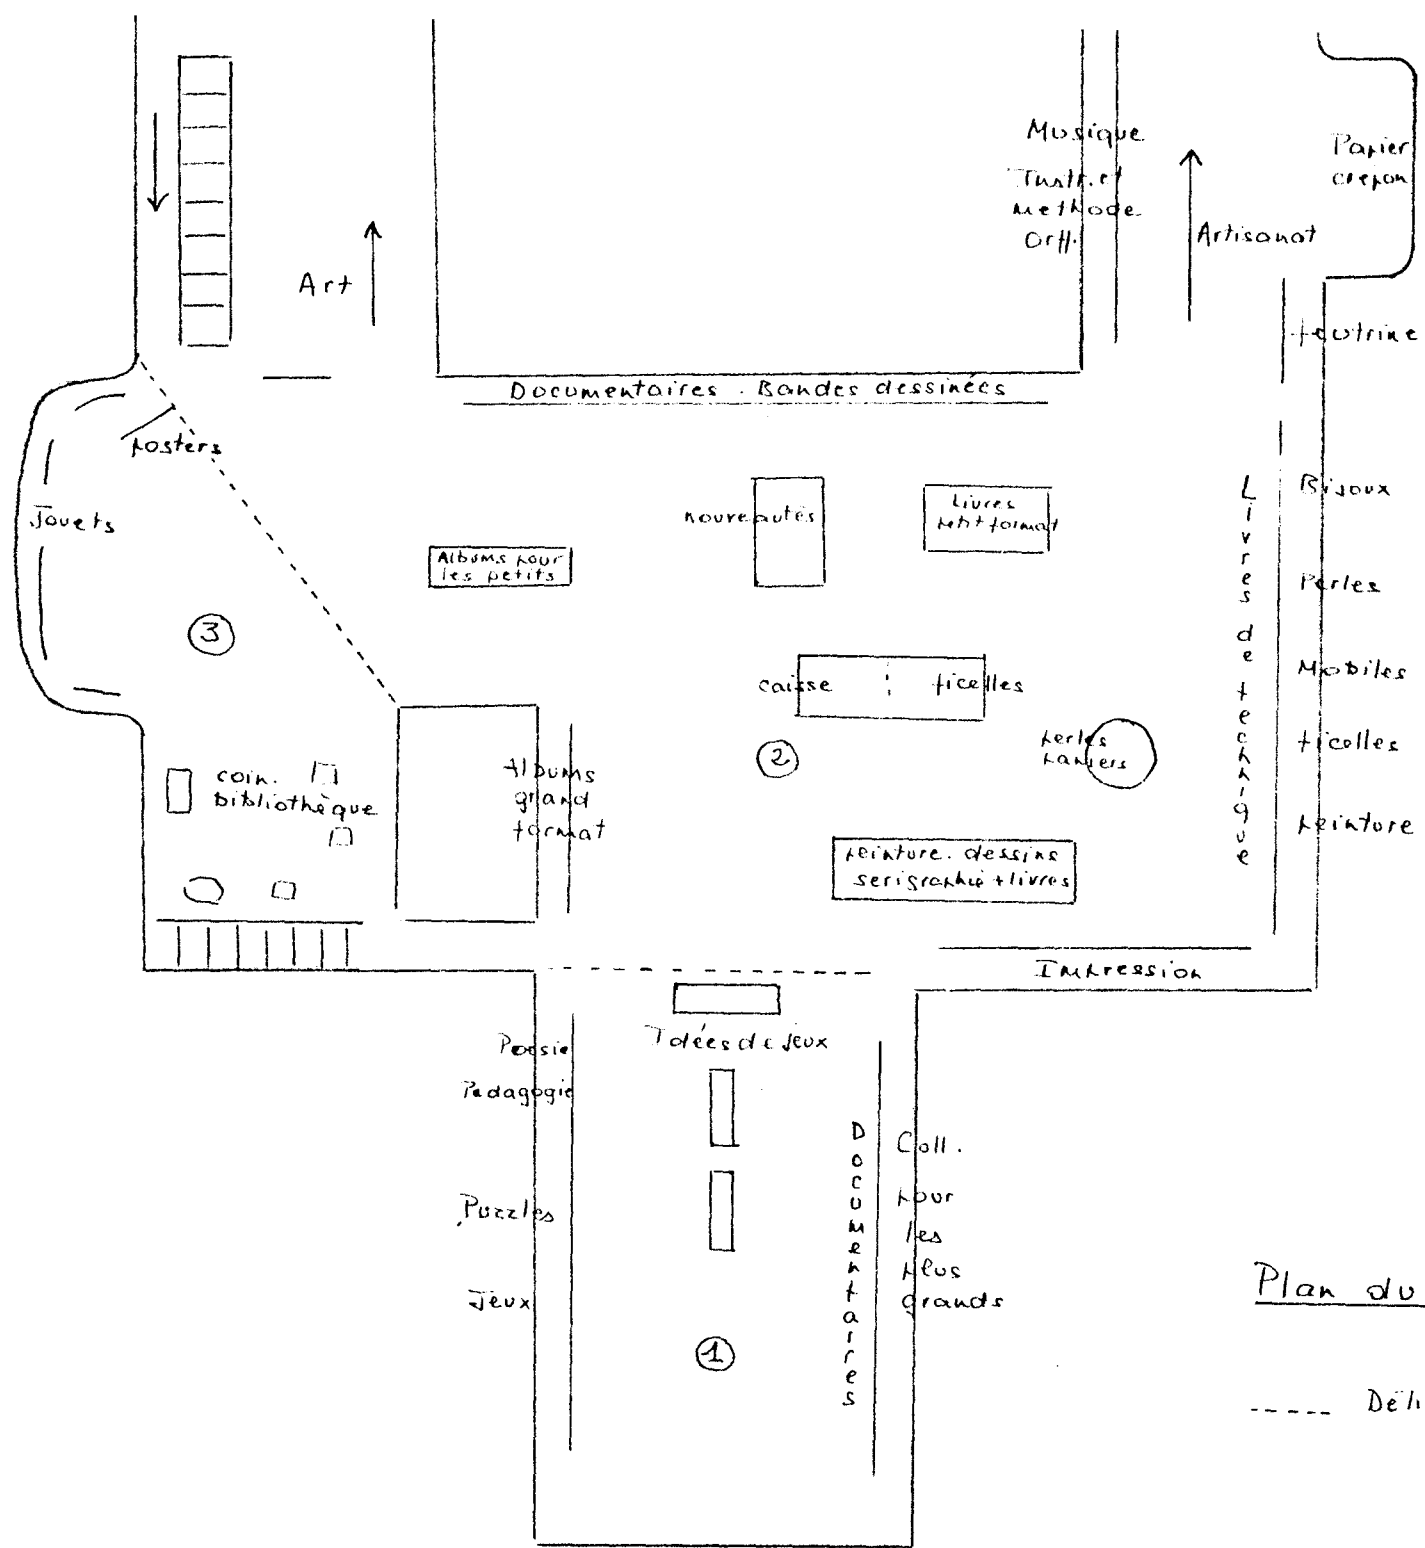 Musique
Instr. et
methode
Orff.
Papier
crépon
Artisanat
Art
feutrine
Documentaires. Bandes dessinées
posters
Jouets
nouveautés
Livres
petit format
Albums pour
les petits
Livres de technique
Bijoux
Perles
Mobiles
ficelles
peinture
3
caisse
ficelles
2
perles
paniers
coin.
bibliothèque
Albums
grand
format
peinture. dessins
serigraphie + livres
Impression
Idées de jeux
Poésie
Pedagogie
Puzzles
Jeux
Documentaires
Coll.
pour
les
plus
grands
1
Plan du